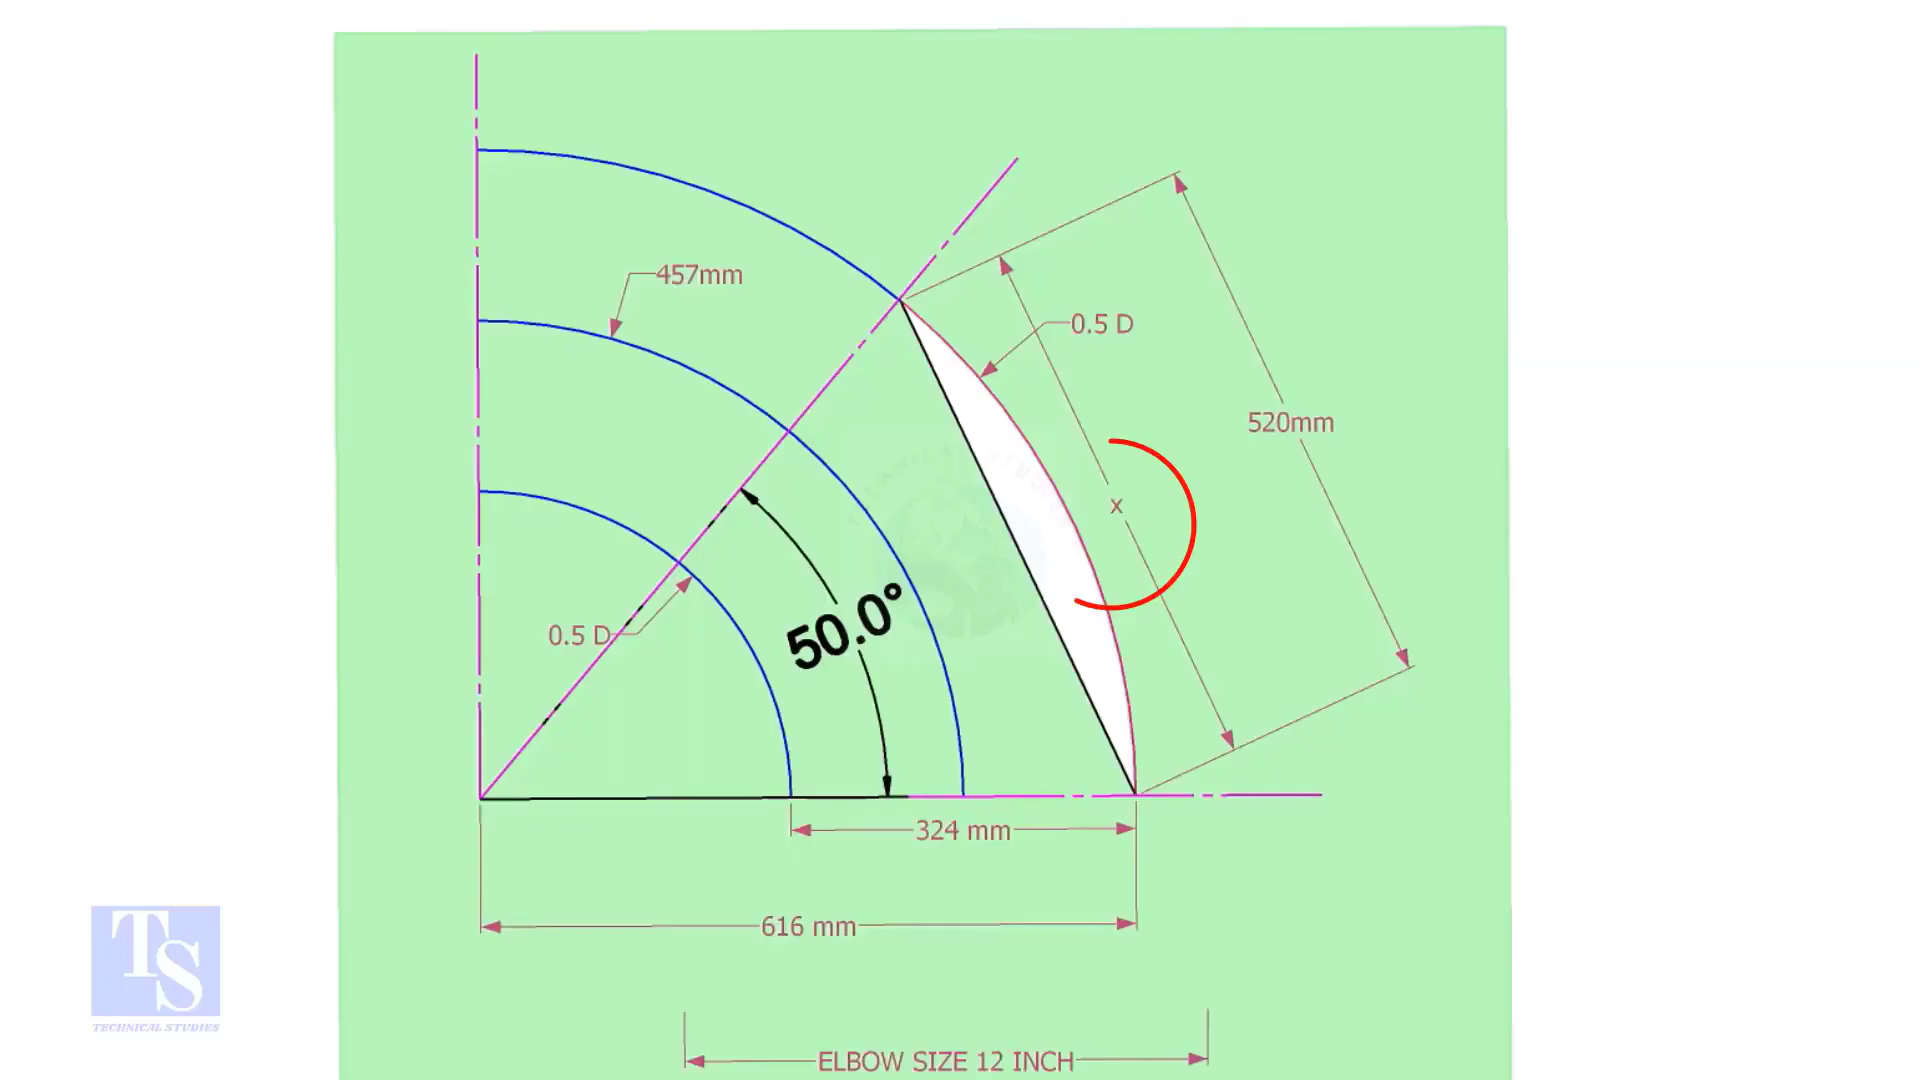 457mm
0.5 D
520mm
x
50.0°
0.5 D
324 mm
616 mm
TS
TECHNICAL STUDIES
ELBOW SIZE 12 INCH